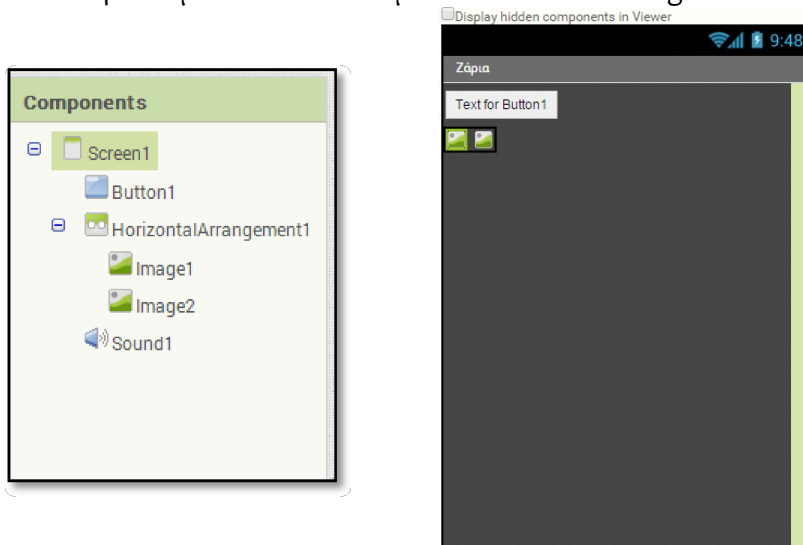 Components
Screen1
Button1
HorizontalArrangement1
Image1
Image2
Sound1
Display hidden components in Viewer
9:48
Ζάρια
Text for Button1